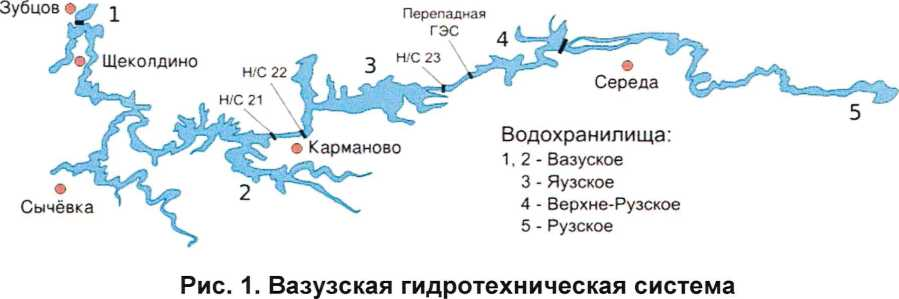 Зубцов
1
Щеколдино
Перепадная
ГЭС
4
Н/С 23
3
Н/С 22
Н/С 21
Середа
5
Карманово
2
Сычёвка
Водохранилища:
1, 2 - Вазуское
3 - Яузское
4 - Верхне-Рузское
5 - Рузское
Рис. 1. Вазузская гидротехническая система